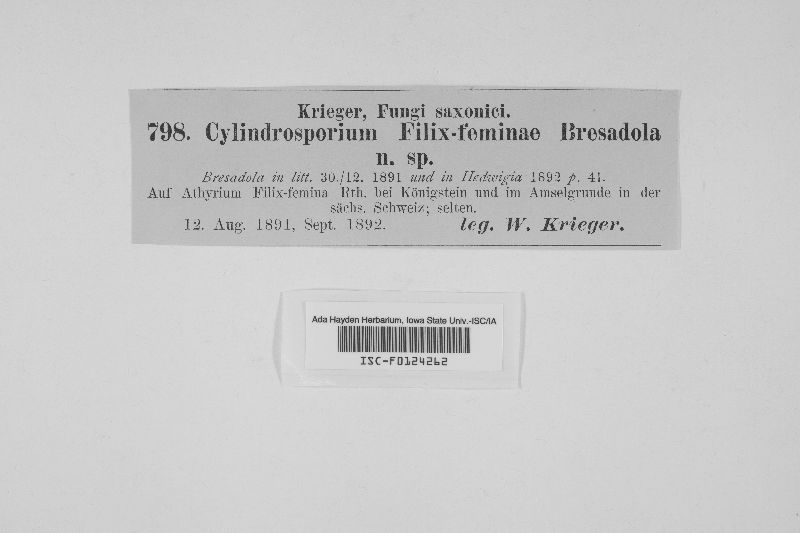 Krieger, Fungi saxonici.
798. Cylindrosporium Filix-feminae Bresadola
n. sp.
Bresadola in litt. 30./12. 1891 und in Hedwigia 1892 p. 41.
Auf Athyrium Filix-femina Rth. bei Königstein und im Amselgrunde in der
sächs. Schweiz; selten.
12. Aug. 1891, Sept. 1892. leg. W. Krieger.
Ada Hayden Herbarium, Iowa State Univ.-ISC/IA
ISC-F0124262